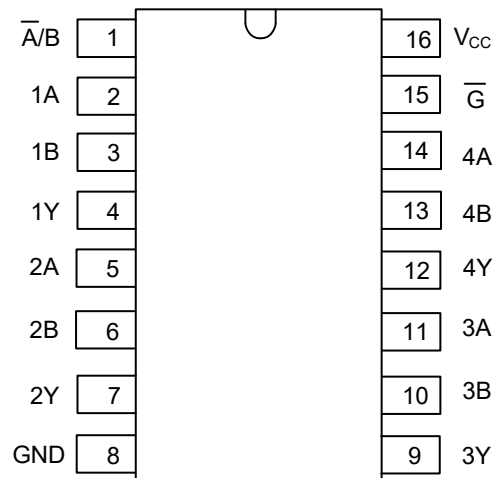 A̅/B 1 16 VCC
1A 2 15 G̅
1B 3 14 4A
1Y 4 13 4B
2A 5 12 4Y
2B 6 11 3A
2Y 7 10 3B
GND 8 9 3Y